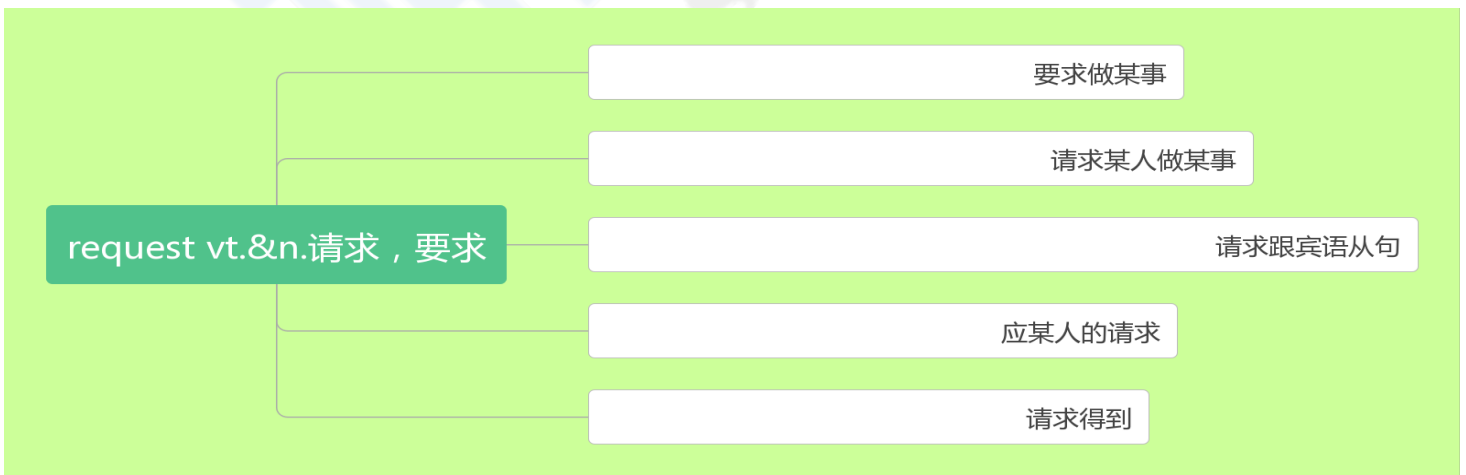 要求做某事
请求某人做某事
request vt.&n.请求，要求
请求跟宾语从句
应某人的请求
请求得到